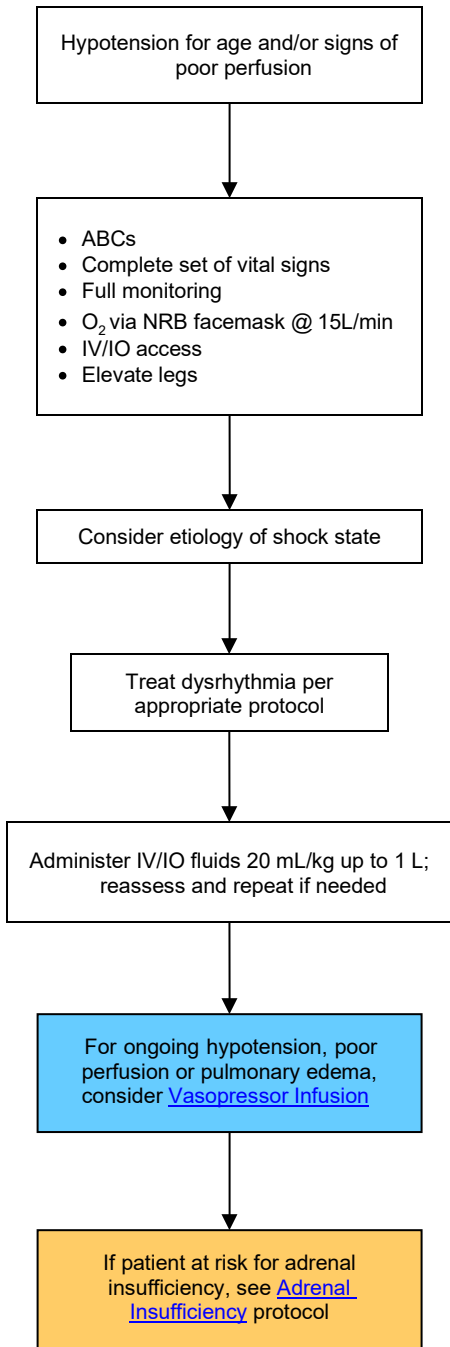 Hypotension for age and/or signs of
poor perfusion
• ABCs
• Complete set of vital signs
• Full monitoring
• O2 via NRB facemask @ 15L/min
• IV/IO access
• Elevate legs
Consider etiology of shock state
Treat dysrhythmia per
appropriate protocol
Administer IV/IO fluids 20 mL/kg up to 1 L;
reassess and repeat if needed
For ongoing hypotension, poor
perfusion or pulmonary edema,
consider Vasopressor Infusion
If patient at risk for adrenal
insufficiency, see Adrenal
Insufficiency protocol